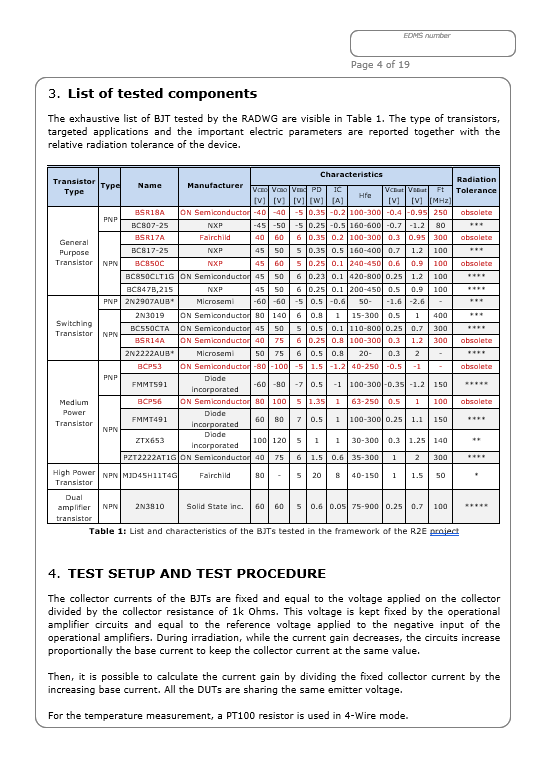 EDMS number
Page 4 of 19
3. List of tested components
The exhaustive list of BJT tested by the RADWG are visible in Table 1. The type of transistors,
targeted applications and the important electric parameters are reported together with the
relative radiation tolerance of the device.
Transistor Type | Type | Name | Manufacturer | Characteristics | Radiation Tolerance
VCEO [V] | VCBO [V] | VEBO [V] | PD [W] | IC [A] | Hfe | VCEsat [V] | VBEsat [V] | Ft [MHz]
General Purpose Transistor | PNP | BSR18A | ON Semiconductor | -40 | -40 | -5 | 0.35 | -0.2 | 100-300 | -0.4 | -0.95 | 250 | obsolete
BC807-25 | NXP | -45 | -50 | -5 | 0.25 | -0.5 | 160-600 | -0.7 | -1.2 | 80 | ***
NPN | BSR17A | Fairchild | 40 | 60 | 6 | 0.35 | 0.2 | 100-300 | 0.3 | 0.95 | 300 | obsolete
BC817-25 | NXP | 45 | 50 | 5 | 0.25 | 0.5 | 160-400 | 0.7 | 1.2 | 100 | ***
BC850C | NXP | 45 | 60 | 5 | 0.25 | 0.1 | 240-450 | 0.6 | 0.9 | 100 | obsolete
BC850CLT1G | ON Semiconductor | 45 | 50 | 6 | 0.23 | 0.1 | 420-800 | 0.25 | 1.2 | 100 | ****
BC847B,215 | NXP | 45 | 50 | 6 | 0.25 | 0.1 | 200-450 | 0.5 | 0.9 | 100 | ****
Switching Transistor | PNP | 2N2907AUB* | Microsemi | -60 | -60 | -5 | 0.5 | -0.6 | 50- | -1.6 | -2.6 | - | ***
NPN | 2N3019 | ON Semiconductor | 80 | 140 | 6 | 0.8 | 1 | 15-300 | 0.5 | 1 | 400 | ***
BC550CTA | ON Semiconductor | 45 | 50 | 5 | 0.5 | 0.1 | 110-800 | 0.25 | 0.7 | 300 | ****
BSR14A | ON Semiconductor | 40 | 75 | 6 | 0.25 | 0.8 | 100-300 | 0.3 | 1.2 | 300 | obsolete
2N2222AUB* | Microsemi | 50 | 75 | 6 | 0.5 | 0.8 | 20- | 0.3 | 2 | - | ****
Medium Power Transistor | PNP | BCP53 | ON Semiconductor | -80 | -100 | -5 | 1.5 | -1.2 | 40-250 | -0.5 | -1 | - | obsolete
FMMT591 | Diode incorporated | -60 | -80 | -7 | 0.5 | -1 | 100-300 | -0.35 | -1.2 | 150 | *****
NPN | BCP56 | ON Semiconductor | 80 | 100 | 5 | 1.35 | 1 | 63-250 | 0.5 | 1 | 100 | obsolete
FMMT491 | Diode incorporated | 60 | 80 | 7 | 0.5 | 1 | 100-300 | 0.25 | 1.1 | 150 | ****
ZTX653 | Diode incorporated | 100 | 120 | 5 | 1 | 1 | 30-300 | 0.3 | 1.25 | 140 | **
PZT2222AT1G | ON Semiconductor | 40 | 75 | 6 | 1.5 | 0.6 | 35-300 | 1 | 2 | 300 | ****
High Power Transistor | NPN | MJD45H11T4G | Fairchild | 80 | - | 5 | 20 | 8 | 40-150 | 1 | 1.5 | 50 | *
Dual amplifier transistor | NPN | 2N3810 | Solid State inc. | 60 | 60 | 5 | 0.6 | 0.05 | 75-900 | 0.25 | 0.7 | 100 | *****
Table 1: List and characteristics of the BJTs tested in the framework of the R2E project
4. TEST SETUP AND TEST PROCEDURE
The collector currents of the BJTs are fixed and equal to the voltage applied on the collector
divided by the collector resistance of 1k Ohms. This voltage is kept fixed by the operational
amplifier circuits and equal to the reference voltage applied to the negative input of the
operational amplifiers. During irradiation, while the current gain decreases, the circuits increase
proportionally the base current to keep the collector current at the same value.
Then, it is possible to calculate the current gain by dividing the fixed collector current by the
increasing base current. All the DUTs are sharing the same emitter voltage.
For the temperature measurement, a PT100 resistor is used in 4-Wire mode.